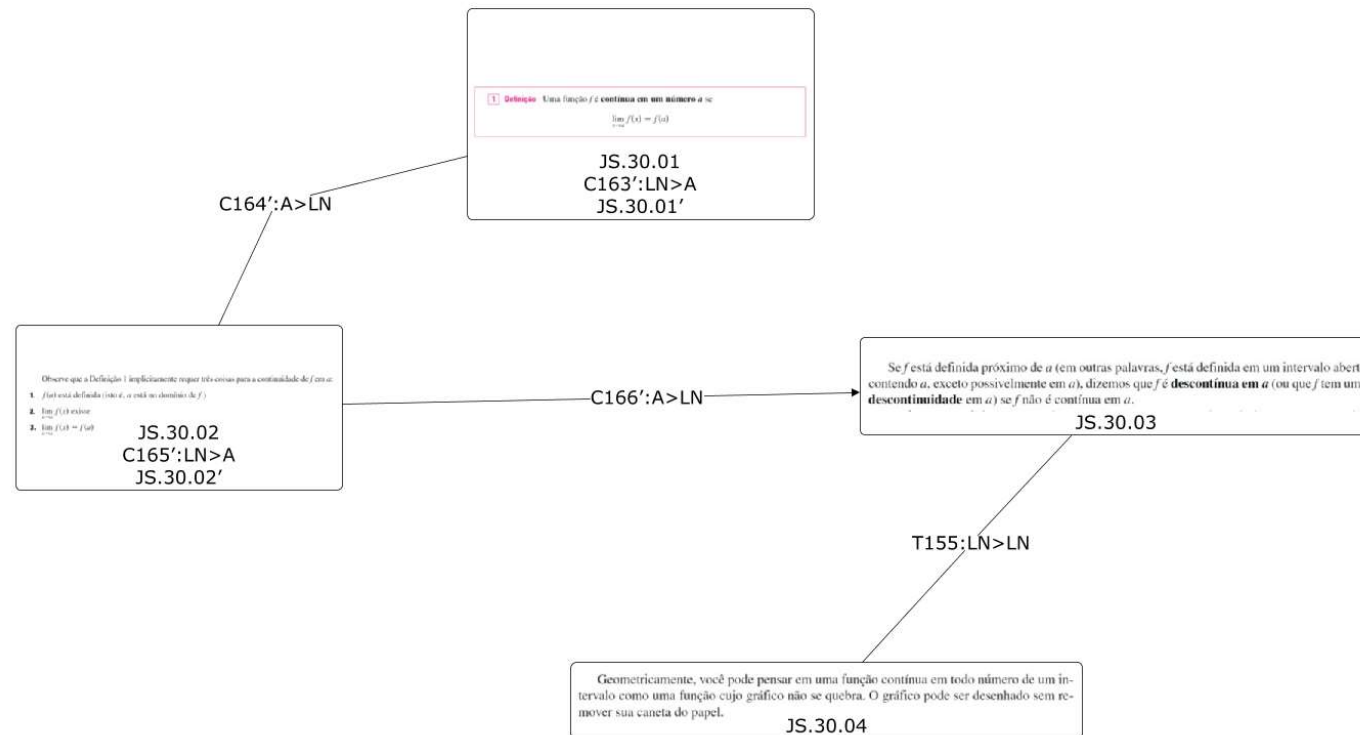 1 Definição Uma função f é contínua em um número a se
lim f(x) = f(a)
x→a
JS.30.01
C163′:LN>A
JS.30.01′
C164′:A>LN
Observe que a Definição 1 implicitamente requer três coisas para a continuidade de f em a:
1. f(a) está definida (isto é, a está no domínio de f)
2. lim f(x) existe
x→a
3. lim f(x) = f(a)
x→a
JS.30.02
C165′:LN>A
JS.30.02′
C166′:A>LN
Se f está definida próximo de a (em outras palavras, f está definida em um intervalo abert
contendo a, exceto possivelmente em a), dizemos que f é descontínua em a (ou que f tem um
descontinuidade em a) se f não é contínua em a.
JS.30.03
T155:LN>LN
Geometricamente, você pode pensar em uma função contínua em todo número de um in-
tervalo como uma função cujo gráfico não se quebra. O gráfico pode ser desenhado sem re-
mover sua caneta do papel.
JS.30.04